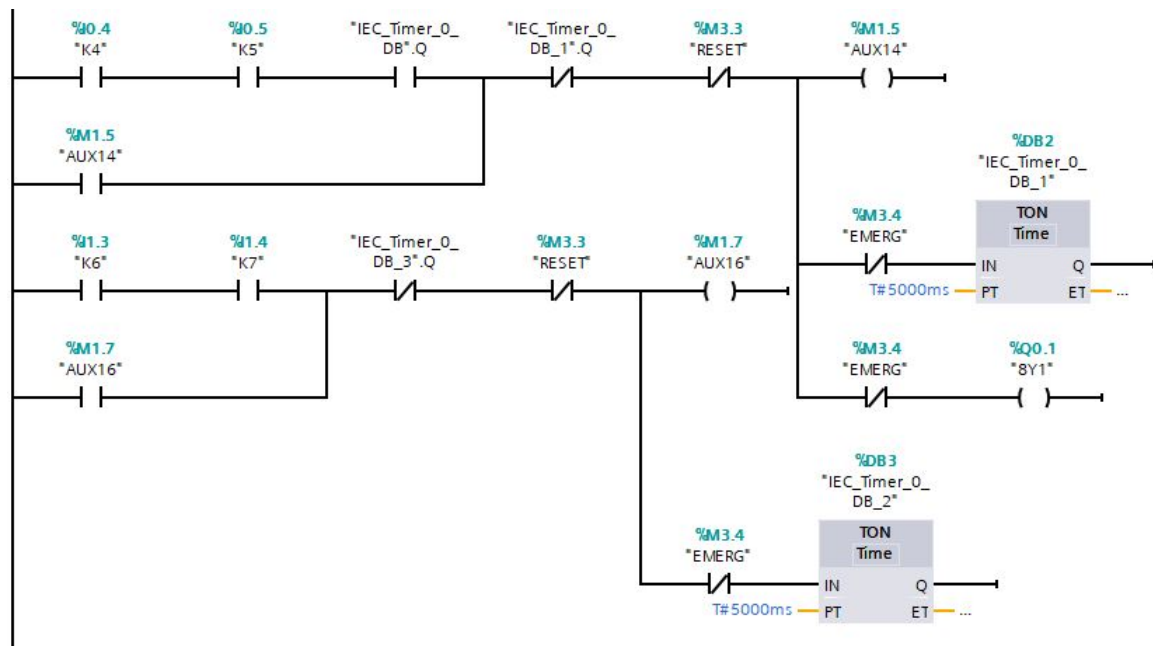 %I0.4
"K4"
%I0.5
"K5"
"IEC_Timer_0_
DB".Q
"IEC_Timer_0_
DB_1".Q
%M3.3
"RESET"
%M1.5
"AUX14"
%M1.5
"AUX14"
%DB2
"IEC_Timer_0_
DB_1"
TON
Time
%M3.4
"EMERG"
IN Q
T#5000ms PT ET ...
%I1.3
"K6"
%I1.4
"K7"
"IEC_Timer_0_
DB_3".Q
%M3.3
"RESET"
%M1.7
"AUX16"
%M1.7
"AUX16"
%M3.4
"EMERG"
%Q0.1
"8Y1"
%DB3
"IEC_Timer_0_
DB_2"
TON
Time
%M3.4
"EMERG"
IN Q
T#5000ms PT ET ...